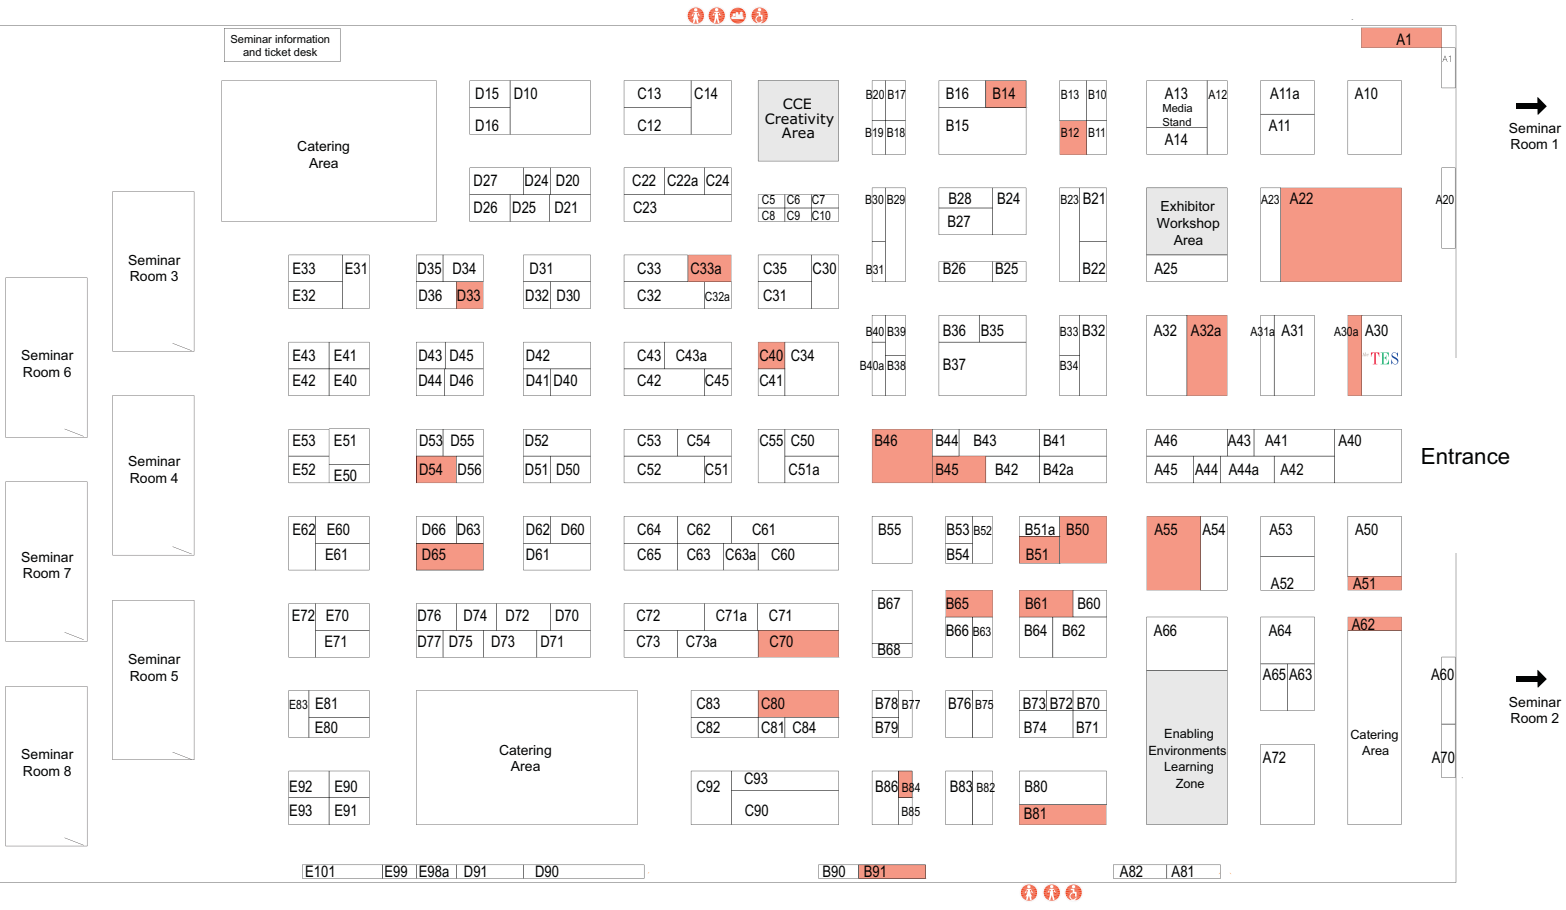 Seminar information
and ticket desk
A1
A1
D15 D10
D16
C13 C14
C12
CCE
Creativity
Area
B20 B17
B19 B18
B16 B14
B15
B13 B10
B12 B11
A13 A12
Media
Stand
A14
A11a
A11
A10
Seminar
Room 1
Catering
Area
D27 D24 D20
D26 D25 D21
C22 C22a C24
C23
C5 C6 C7
C8 C9 C10
B30 B29
B31
B28 B24
B27
B26 B25
B23 B21
B22
Exhibitor
Workshop
Area
A25
A23 A22
A20
Seminar
Room 3
E33 E31
E32
D35 D34
D36 D33
D31
D32 D30
C33 C33a
C32 C32a
C35 C30
C31
Seminar
Room 6
E43 E41
E42 E40
D43 D45
D44 D46
D42
D41 D40
C43 C43a
C42 C45
C40 C34
C41
B40 B39
B40a B38
B36 B35
B37
B33 B32
B34
A32 A32a
A31a A31
A30a A30
TES
Seminar
Room 4
E53 E51
E52 E50
D53 D55
D54 D56
D52
D51 D50
C53 C54
C52 C51
C55 C50
C51a
B46 B44 B43 B41
B45 B42 B42a
A46 A43 A41 A40
A45 A44 A44a A42
Entrance
Seminar
Room 7
E62 E60
E61
D66 D63
D65
D62 D60
D61
C64 C62 C61
C65 C63 C63a C60
B55
B53 B52
B54
B51a B50
B51
A55 A54
A53
A52
A50
A51
Seminar
Room 5
E72 E70
E71
D76 D74 D72 D70
D77 D75 D73 D71
C72 C71a C71
C73 C73a C70
B67
B68
B65
B66 B63
B61 B60
B64 B62
A66
A64
A65 A63
A62
A60
Seminar
Room 2
Seminar
Room 8
E83 E81
E80
Catering
Area
C83 C80
C82 C81 C84
B78 B77
B79
B76 B75
B73 B72 B70
B74 B71
Enabling
Environments
Learning
Zone
A72
Catering
Area
A70
E92 E90
E93 E91
C92 C93
C90
B86 B84
B85
B83 B82
B80
B81
E101 E99 E98a D91 D90
B90 B91
A82 A81